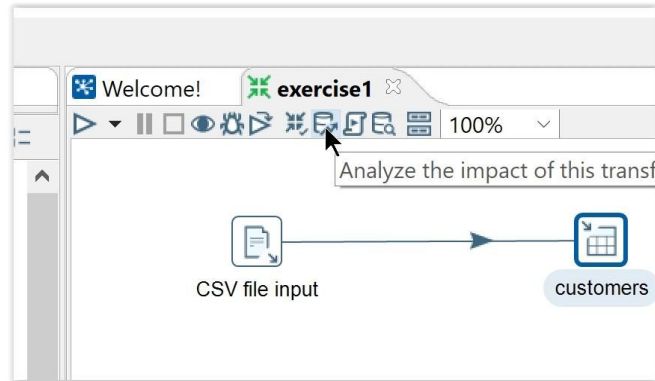 Welcome!
exercise1
100%
Analyze the impact of this transf
CSV file input
customers